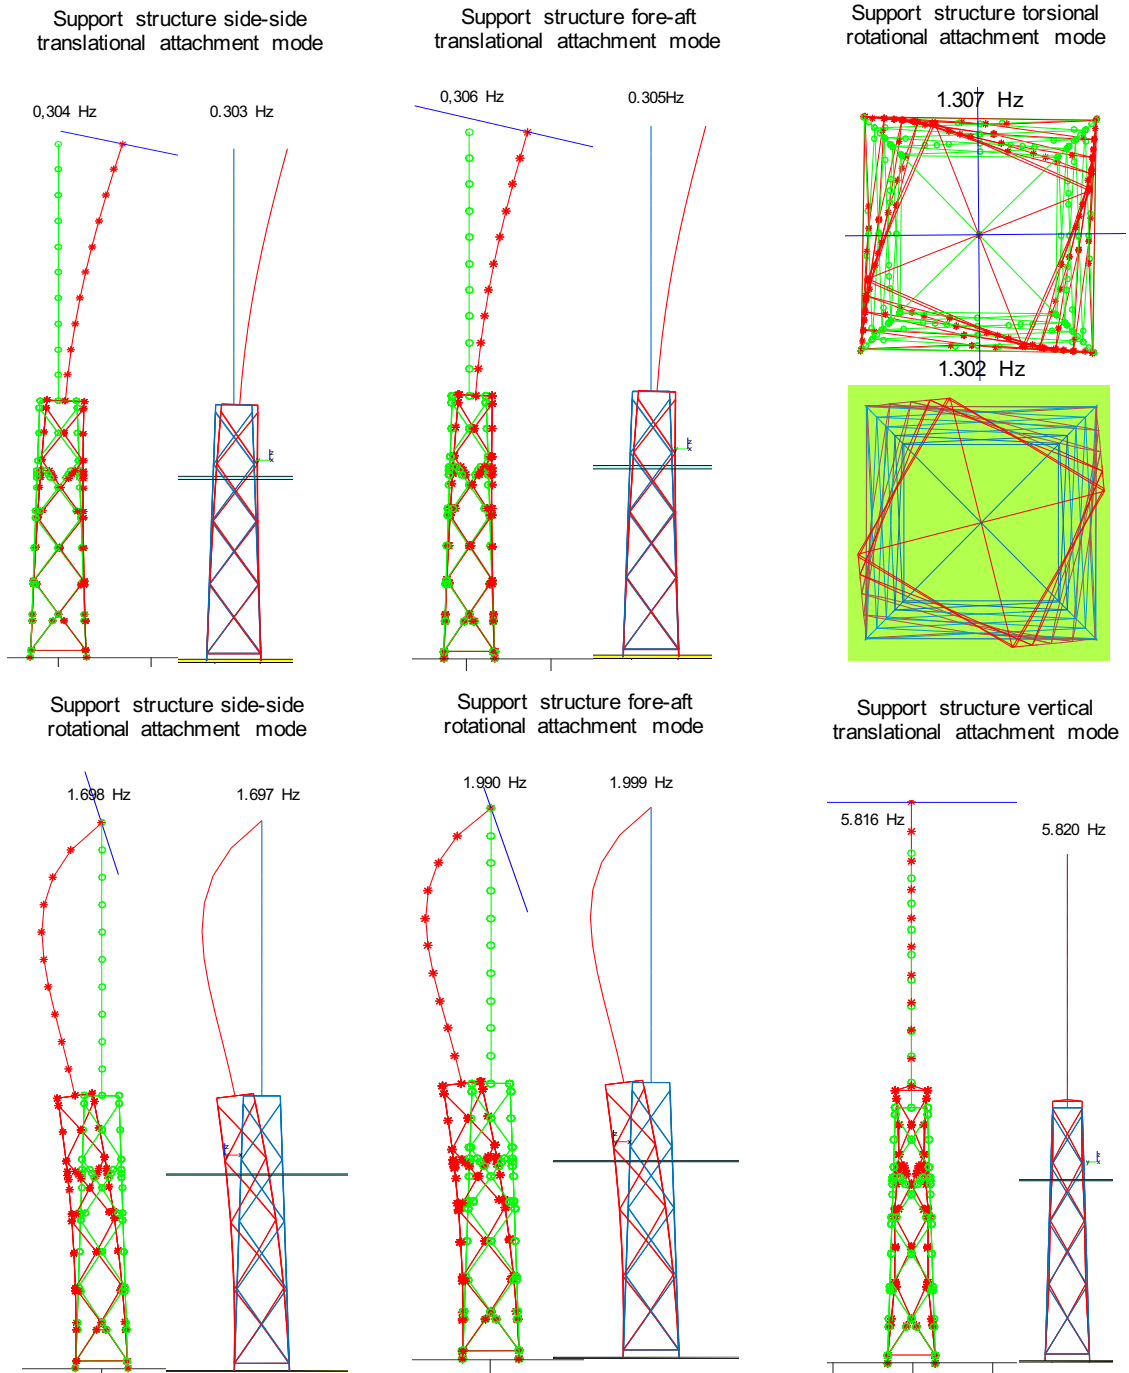 Support structure side-side
translational attachment mode
0,304 Hz
0.303 Hz
Support structure fore-aft
translational attachment mode
0,306 Hz
0.305Hz
Support structure torsional
rotational attachment mode
1.307 Hz
1.302 Hz
Support structure side-side
rotational attachment mode
1.698 Hz
1.697 Hz
Support structure fore-aft
rotational attachment mode
1.990 Hz
1.999 Hz
Support structure vertical
translational attachment mode
5.816 Hz
5.820 Hz